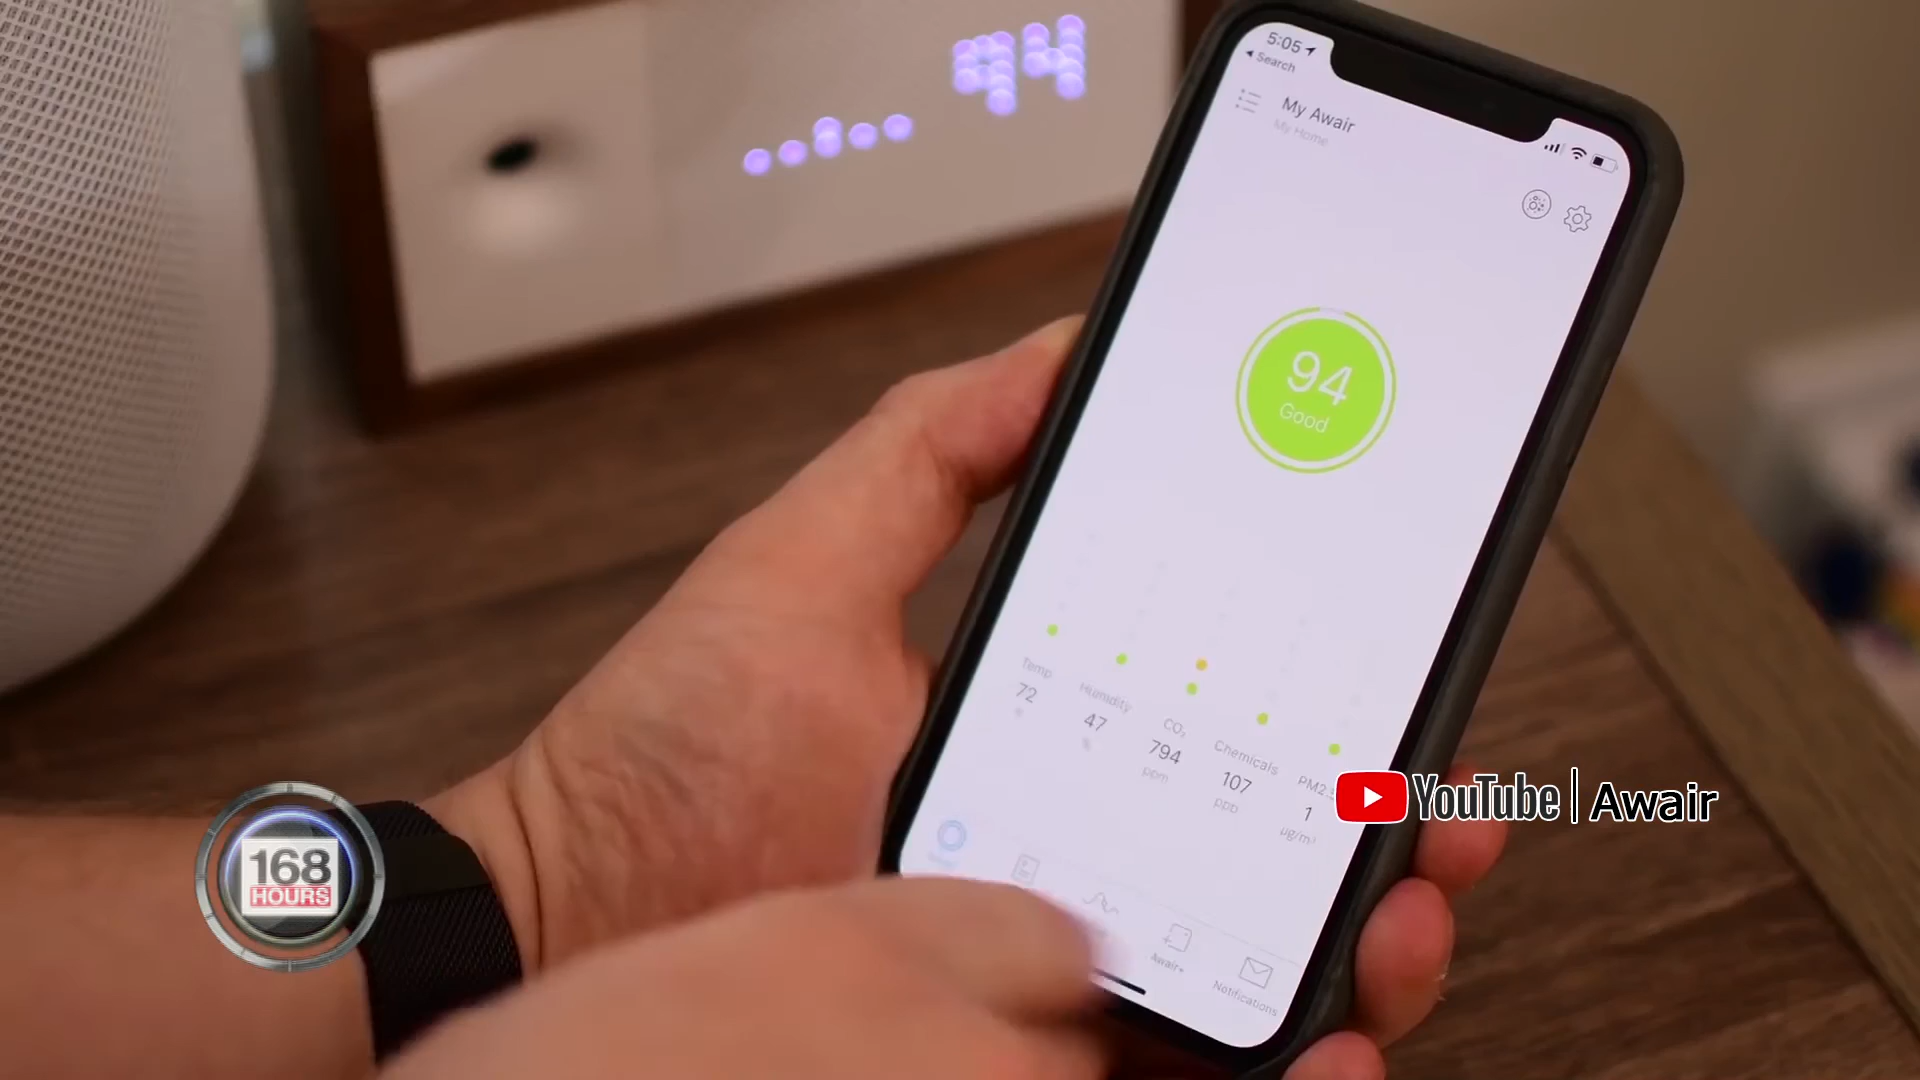 94
5:05
Search
My Awair
My Home
94
Good
Temp
72
Humidity
47
CO₂
794
ppm
Chemicals
107
ppb
PM2.5
1
µg/m³
Awair+
Notifications
168
HOURS
YouTube | Awair